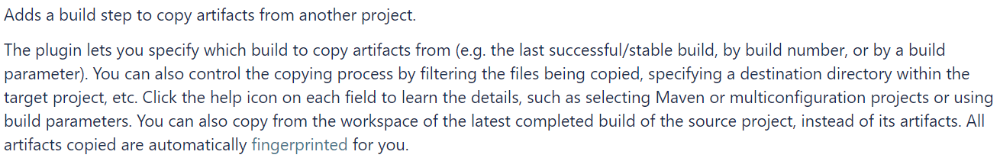 Adds a build step to copy artifacts from another project.
The plugin lets you specify which build to copy artifacts from (e.g. the last successful/stable build, by build number, or by a build
parameter). You can also control the copying process by filtering the files being copied, specifying a destination directory within the
target project, etc. Click the help icon on each field to learn the details, such as selecting Maven or multiconfiguration projects or using
build parameters. You can also copy from the workspace of the latest completed build of the source project, instead of its artifacts. All
artifacts copied are automatically fingerprinted for you.